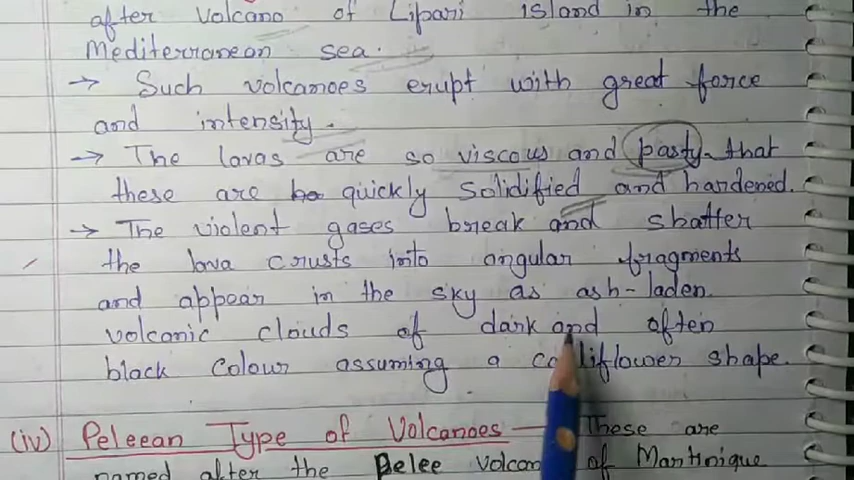 after volcano of Lipari island in the
Mediterranean sea.
→ Such volcanoes erupt with great force
and intensity.
→ The lavas are so viscous and pasty that
these are quickly solidified and hardened.
→ The violent gases break and shatter
the lava crusts into angular fragments
and appear in the sky as ash-laden
volcanic clouds of dark and often
black colour assuming a cauliflower shape.
(iv) Peleean Type of Volcanoes — These are
named after the Pelee volcano of Martinique